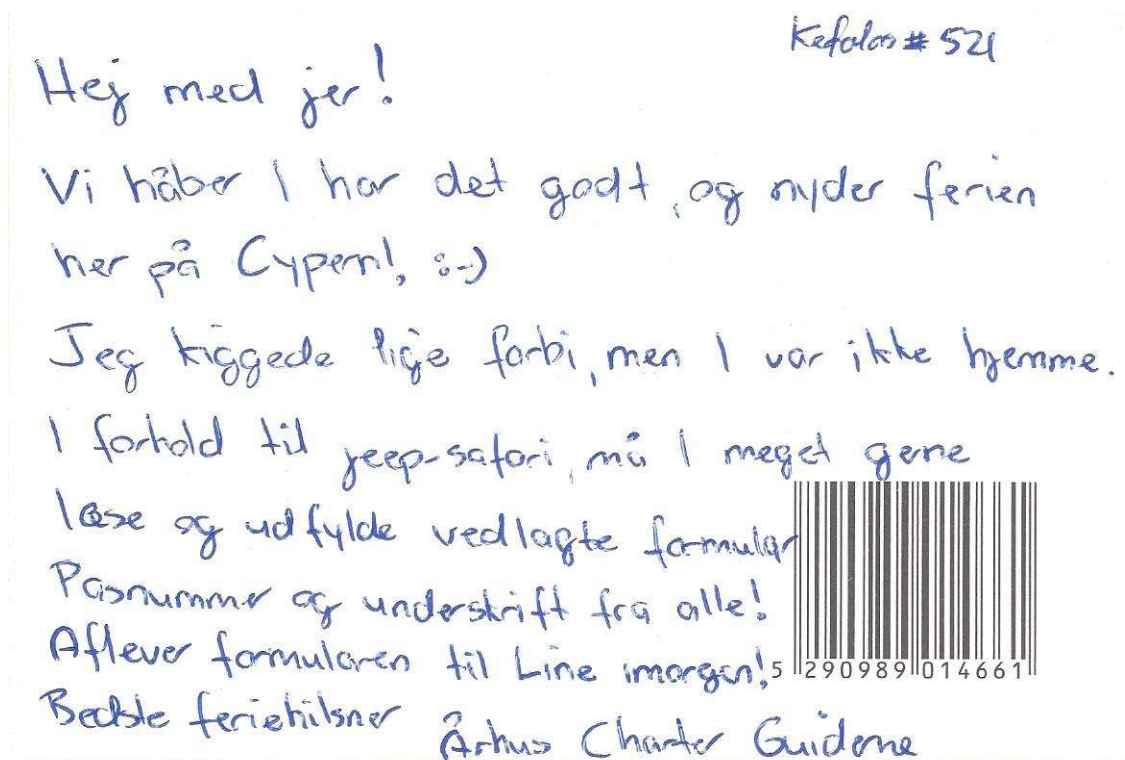 Kefalos # 521
Hej med jer!
Vi håber I har det godt, og nyder ferien
her på Cypern!, :-)
Jeg kiggede lige forbi, men I var ikke hjemme.
I forhold til jeep-safari, må I meget gerne
læse og udfylde vedlagte formular
Pasnummer og underskrift fra alle!
Aflever formularen til Line imorgen!
5 290989 014661
Bedste feriehilsner Århus Charter Guiderne